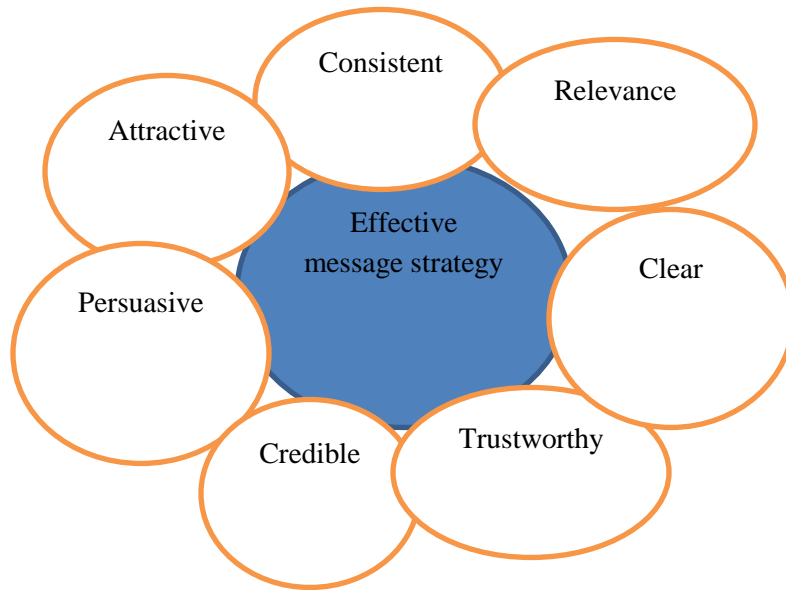 Consistent
Relevance
Attractive
Effective
message strategy
Clear
Persuasive
Trustworthy
Credible